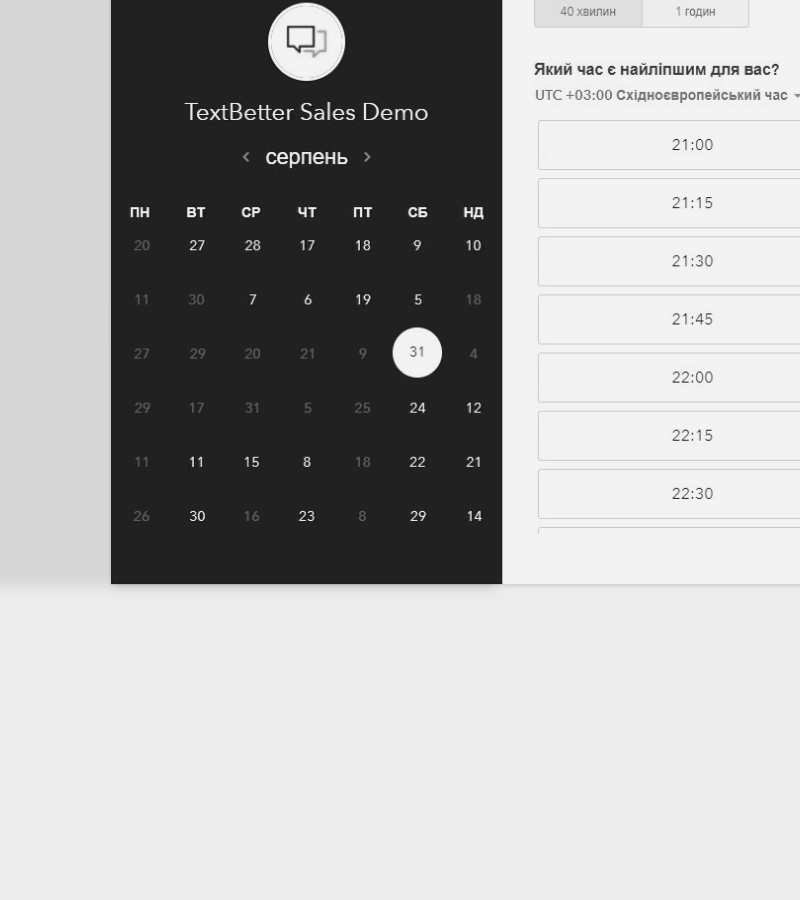 TextBetter Sales Demo
‹ серпень ›
ПН ВТ СР ЧТ ПТ СБ НД
20 27 28 17 18 9 10
11 30 7 6 19 5 18
27 29 20 21 9 31 4
29 17 31 5 25 24 12
11 11 15 8 18 22 21
26 30 16 23 8 29 14
40 хвилин 1 годин
Який час є найліпшим для вас?
UTC +03:00 Східноєвропейський час
21:00
21:15
21:30
21:45
22:00
22:15
22:30